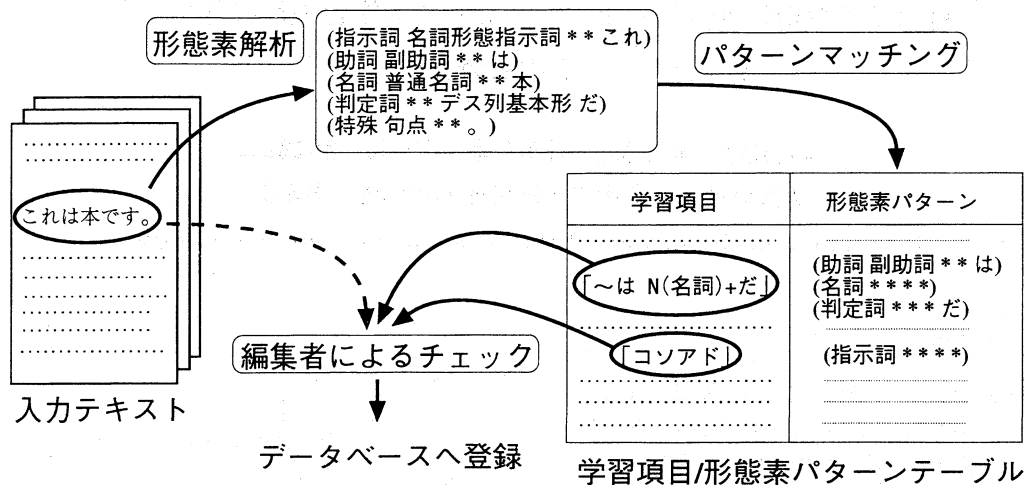 形態素解析
(指示詞 名詞形態指示詞 * * これ)
(助詞 副助詞 * * は)
(名詞 普通名詞 * * 本)
(判定詞 * * デス列基本形 だ)
(特殊 句点 * * 。)
パターンマッチング
これは本です。
入力テキスト
学習項目
形態素パターン
「~は N(名詞)+だ」
(助詞 副助詞 * * は)
(名詞 * * * *)
(判定詞 * * * だ)
「コソアド」
(指示詞 * * * *)
編集者によるチェック
データベースへ登録
学習項目/形態素パターンテーブル